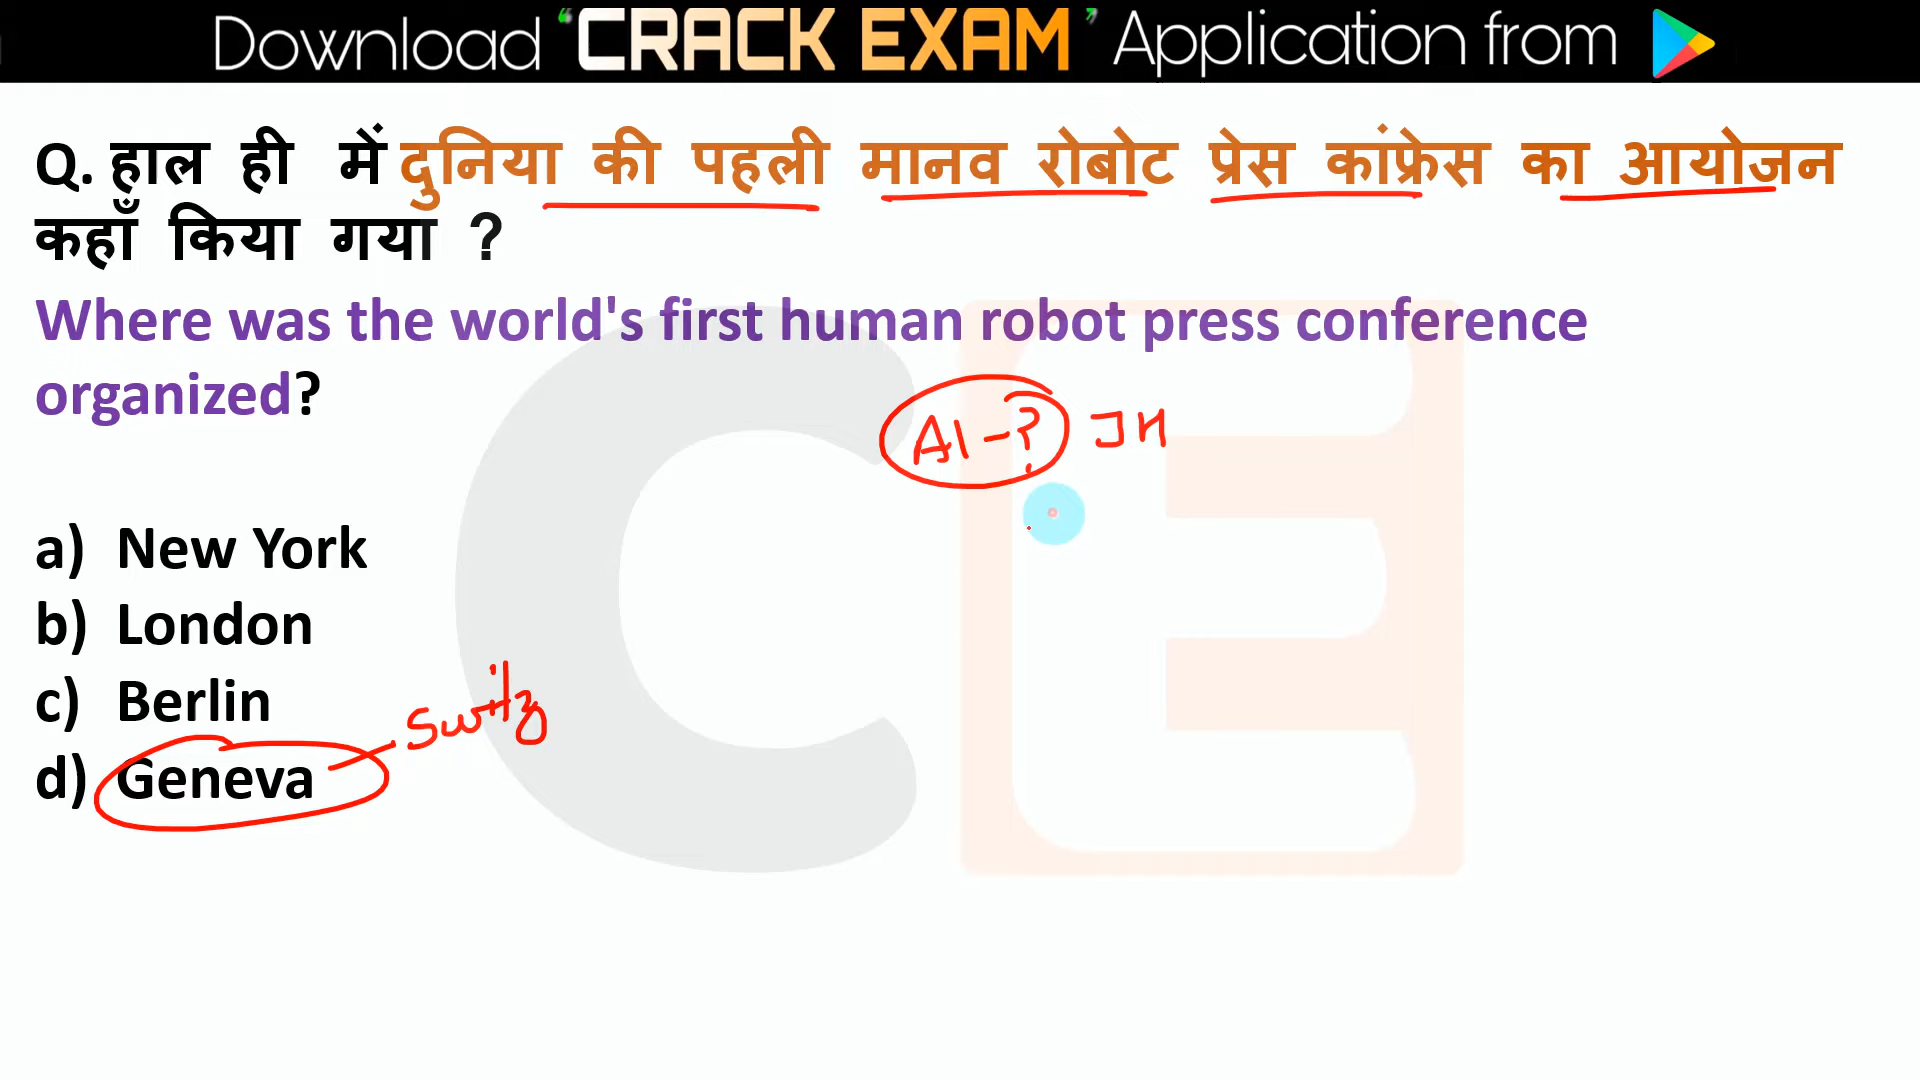 Download ‘CRACK EXAM’ Application from
Q. हाल ही में दुनिया की पहली मानव रोबोट प्रेस कांफ्रेस का आयोजन
कहाँ किया गया ?
Where was the world's first human robot press conference
organized?
AI-?
a) New York
b) London
c) Berlin
d) Geneva
Switz
CE